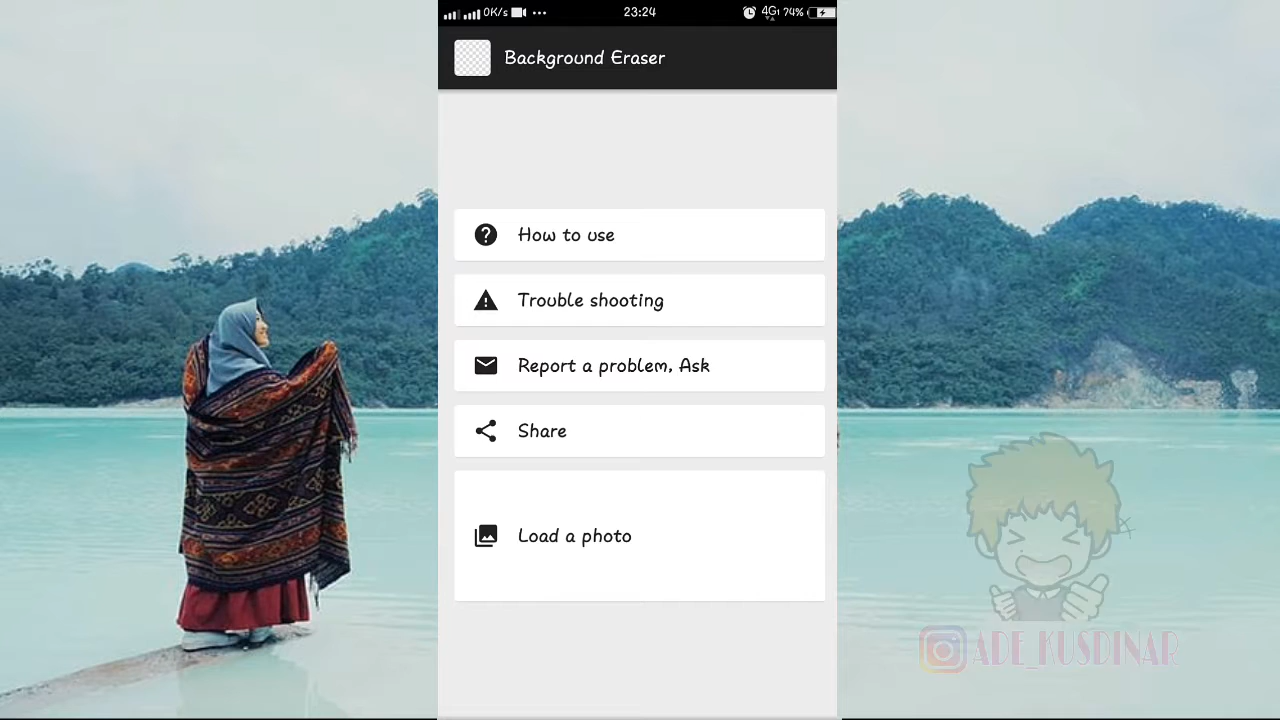 0K/s 23:24 4G 74%
Background Eraser
How to use
Trouble shooting
Report a problem, Ask
Share
Load a photo
ADE_KUSDINAR